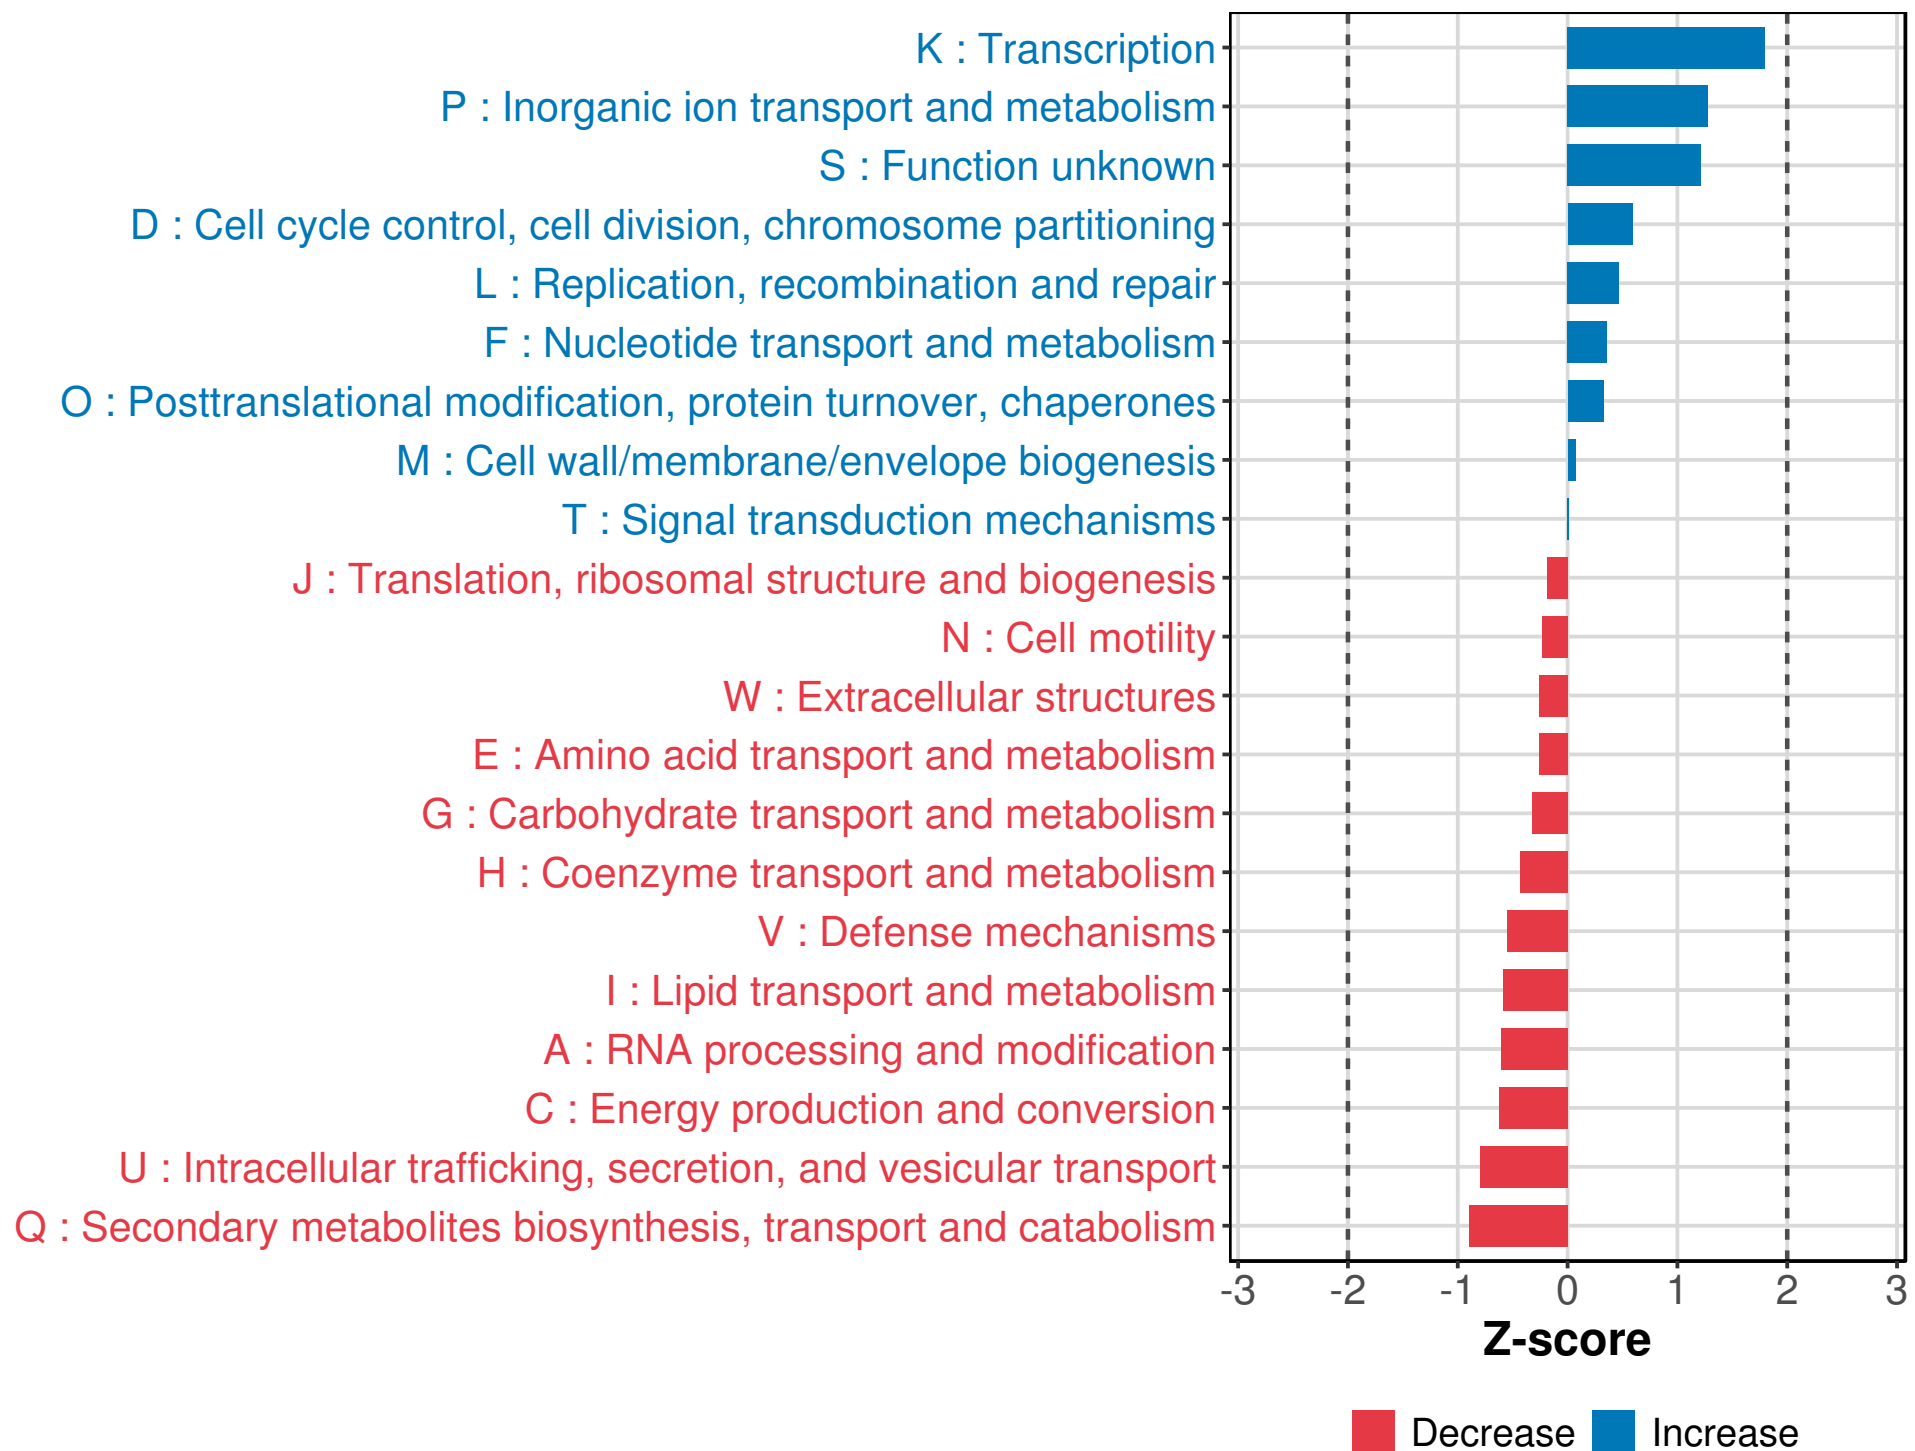 K : Transcription
P : Inorganic ion transport and metabolism
S : Function unknown
D : Cell cycle control, cell division, chromosome partitioning
L : Replication, recombination and repair
F : Nucleotide transport and metabolism
O : Posttranslational modification, protein turnover, chaperones
M : Cell wall/membrane/envelope biogenesis
T : Signal transduction mechanisms
J : Translation, ribosomal structure and biogenesis
N : Cell motility
W : Extracellular structures
E : Amino acid transport and metabolism
G : Carbohydrate transport and metabolism
H : Coenzyme transport and metabolism
V : Defense mechanisms
I : Lipid transport and metabolism
A : RNA processing and modification
C : Energy production and conversion
U : Intracellular trafficking, secretion, and vesicular transport
Q : Secondary metabolites biosynthesis, transport and catabolism
-3 -2 -1 0 1 2 3
Z-score
Decrease Increase